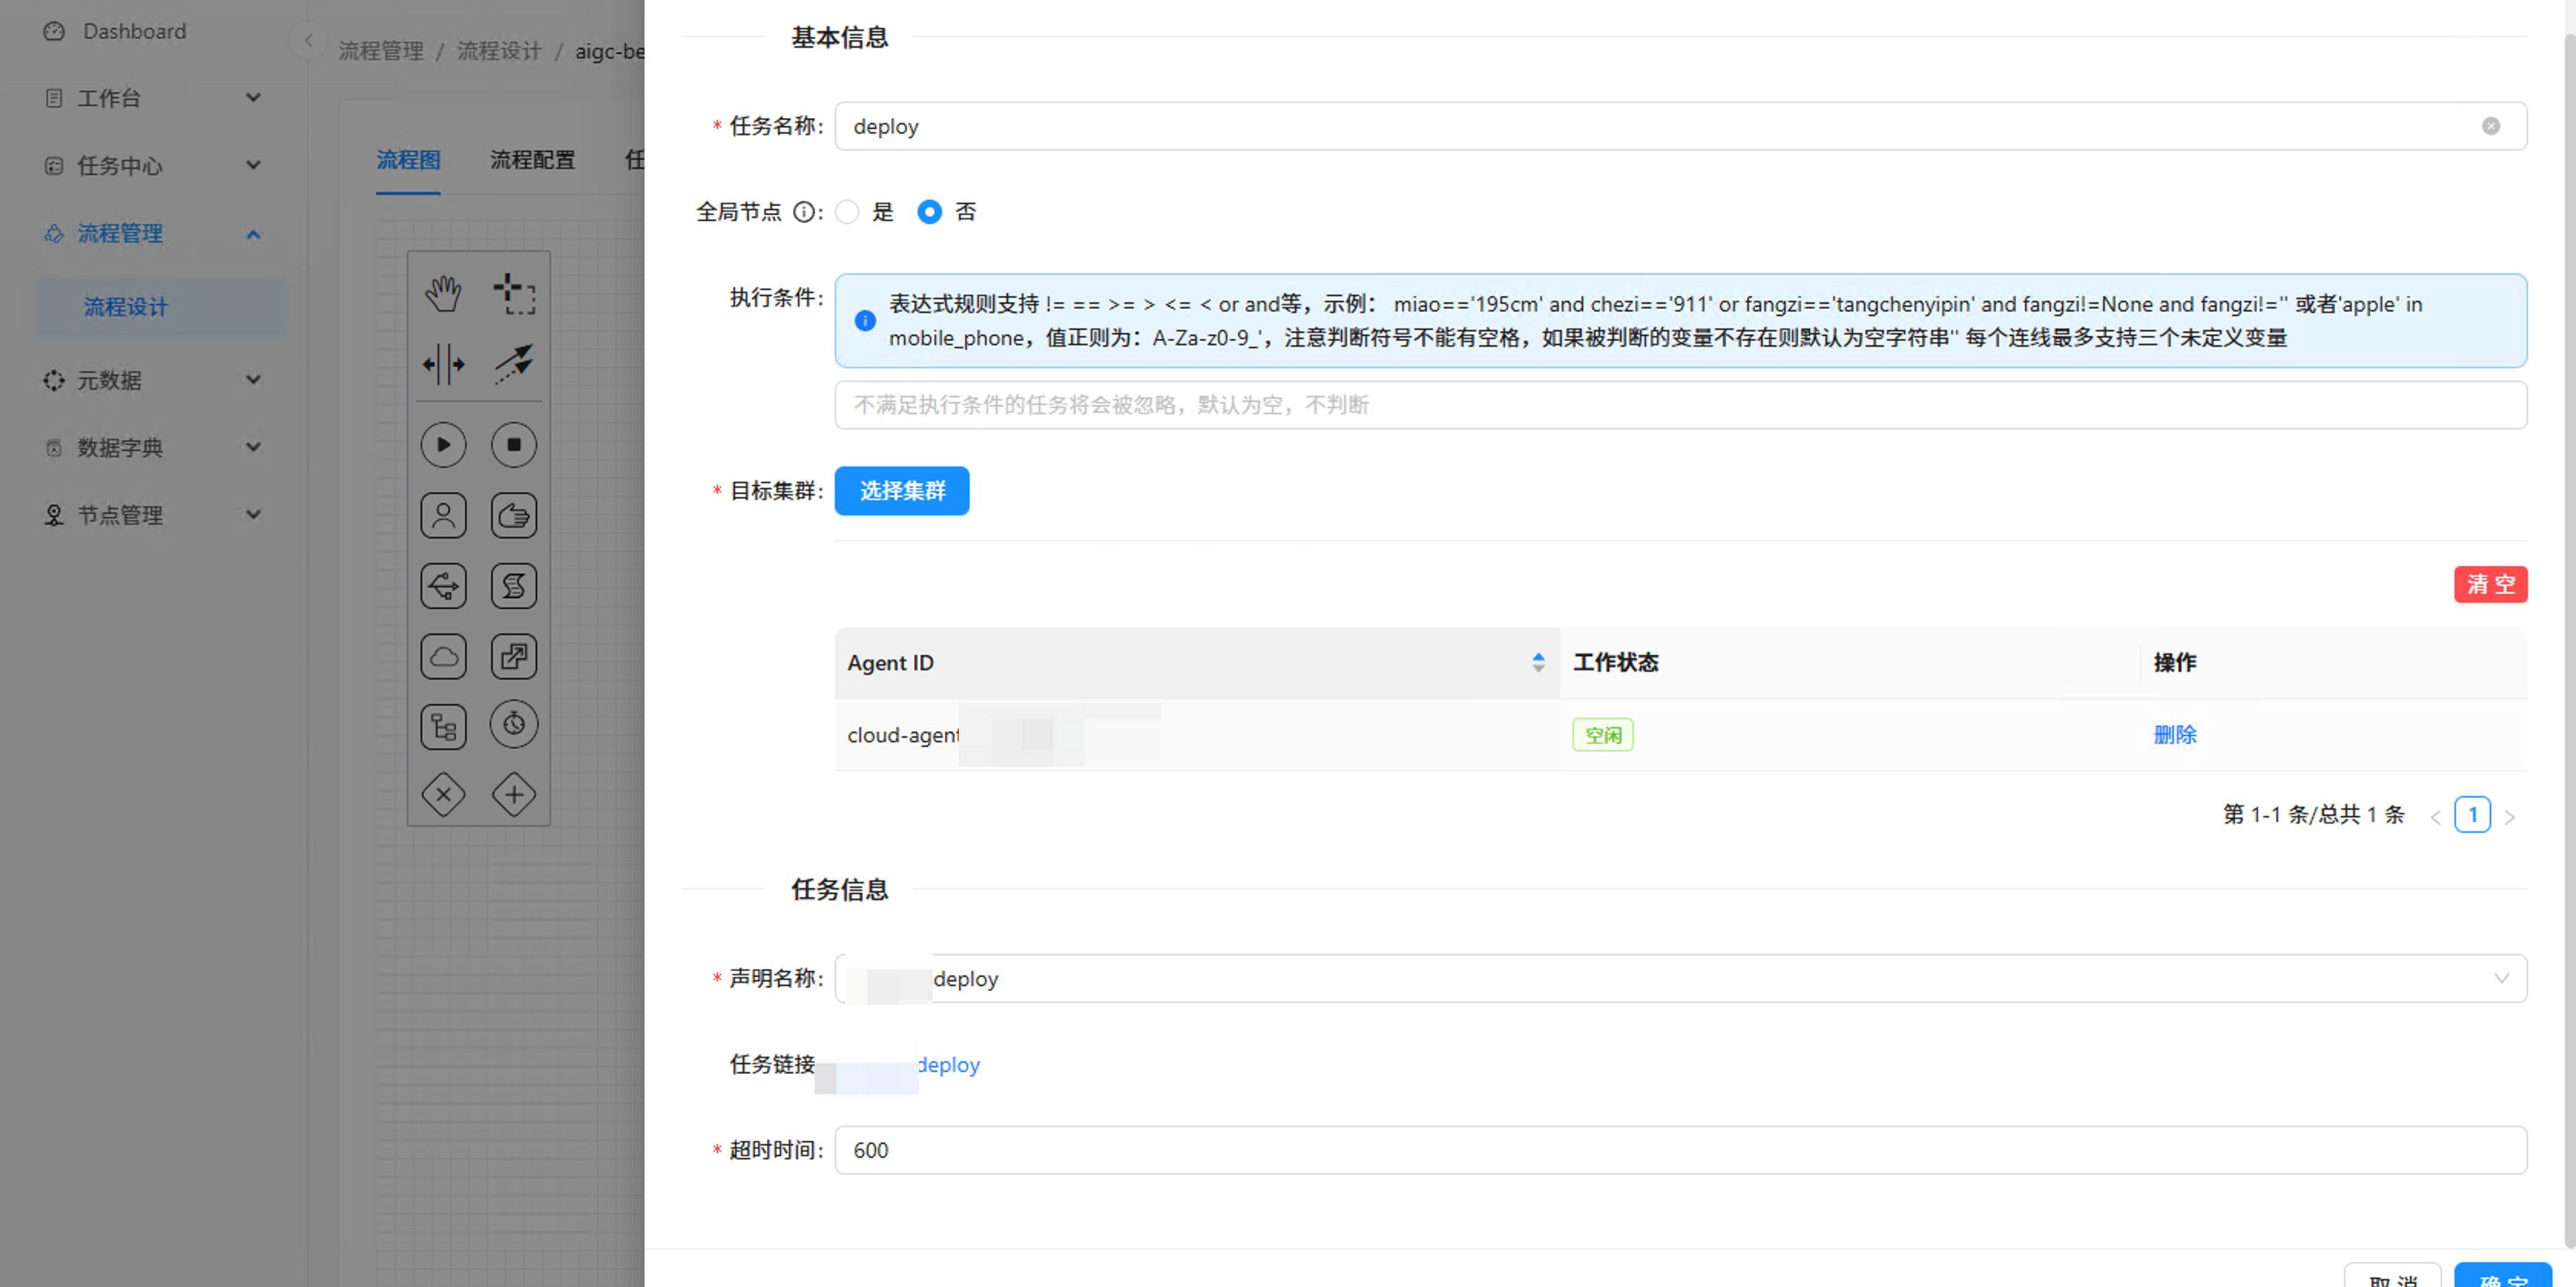 Dashboard
工作台
任务中心
流程管理
流程设计
元数据
数据字典
节点管理
流程管理 / 流程设计 / aigc-be
流程图 流程配置 任
基本信息
* 任务名称: deploy
全局节点 : 是 否
执行条件:
表达式规则支持 != == >= > <= < or and等，示例： miao=='195cm' and chezi=='911' or fangzi=='tangchenyipin' and fangzi!=None and fangzi!='' 或者'apple' in
mobile_phone，值正则为：A-Za-z0-9_'，注意判断符号不能有空格，如果被判断的变量不存在则默认为空字符串'' 每个连线最多支持三个未定义变量
不满足执行条件的任务将会被忽略，默认为空，不判断
* 目标集群: 选择集群
清 空
Agent ID 工作状态 操作
cloud-agent 空闲 删除
第 1-1 条/总共 1 条 < 1 >
任务信息
* 声明名称: deploy
任务链接 deploy
* 超时时间: 600
取 消 确 定